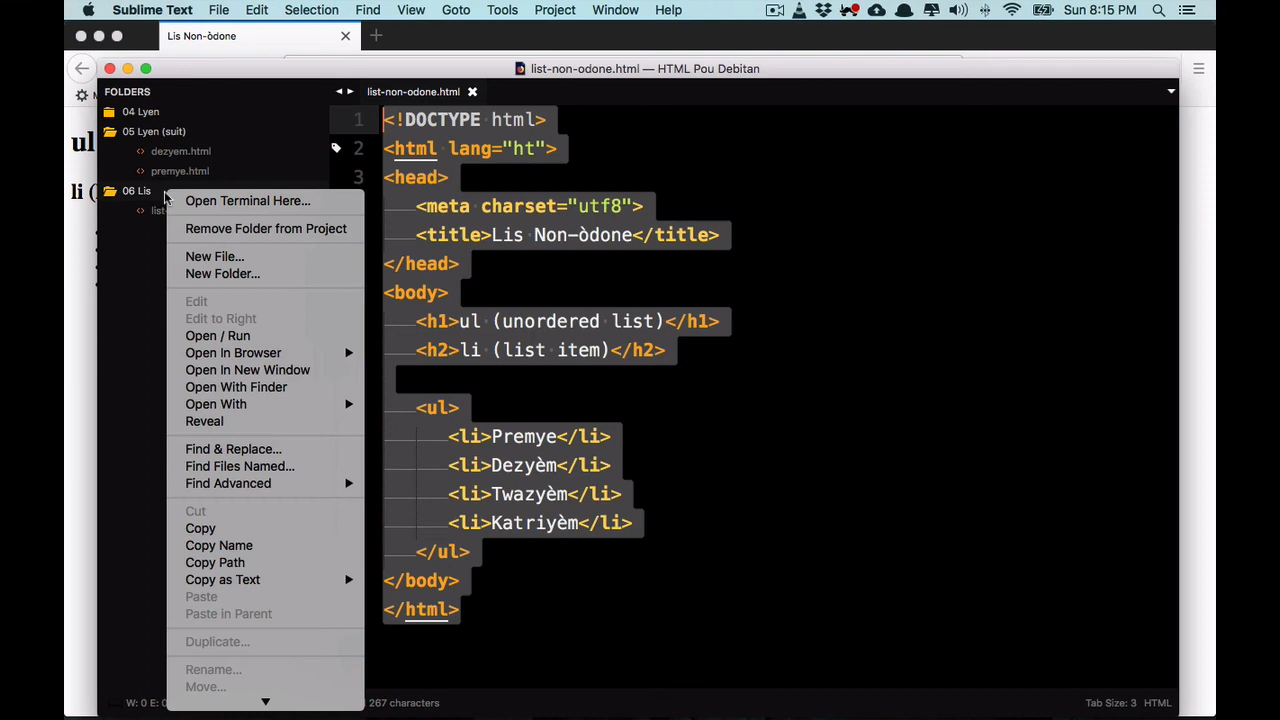 Sublime Text File Edit Selection Find View Goto Tools Project Window Help Sun 8:15 PM
Lis Non-òdone
list-non-odone.html — HTML Pou Debitan
FOLDERS
04 Lyen
05 Lyen (suit)
dezyem.html
premye.html
06 Lis
list
ul
li (
Open Terminal Here...
Remove Folder from Project
New File...
New Folder...
Edit
Edit to Right
Open / Run
Open In Browser
Open In New Window
Open With Finder
Open With
Reveal
Find & Replace...
Find Files Named...
Find Advanced
Cut
Copy
Copy Name
Copy Path
Copy as Text
Paste
Paste in Parent
Duplicate...
Rename...
Move...
list-non-odone.html
1 <!DOCTYPE html>
2 <html lang="ht">
3 <head>
<meta charset="utf8">
<title>Lis Non-òdone</title>
</head>
<body>
<h1>ul (unordered list)</h1>
<h2>li (list item)</h2>
<ul>
<li>Premye</li>
<li>Dezyèm</li>
<li>Twazyèm</li>
<li>Katriyèm</li>
</ul>
</body>
</html>
W: 0 E: 267 characters Tab Size: 3 HTML